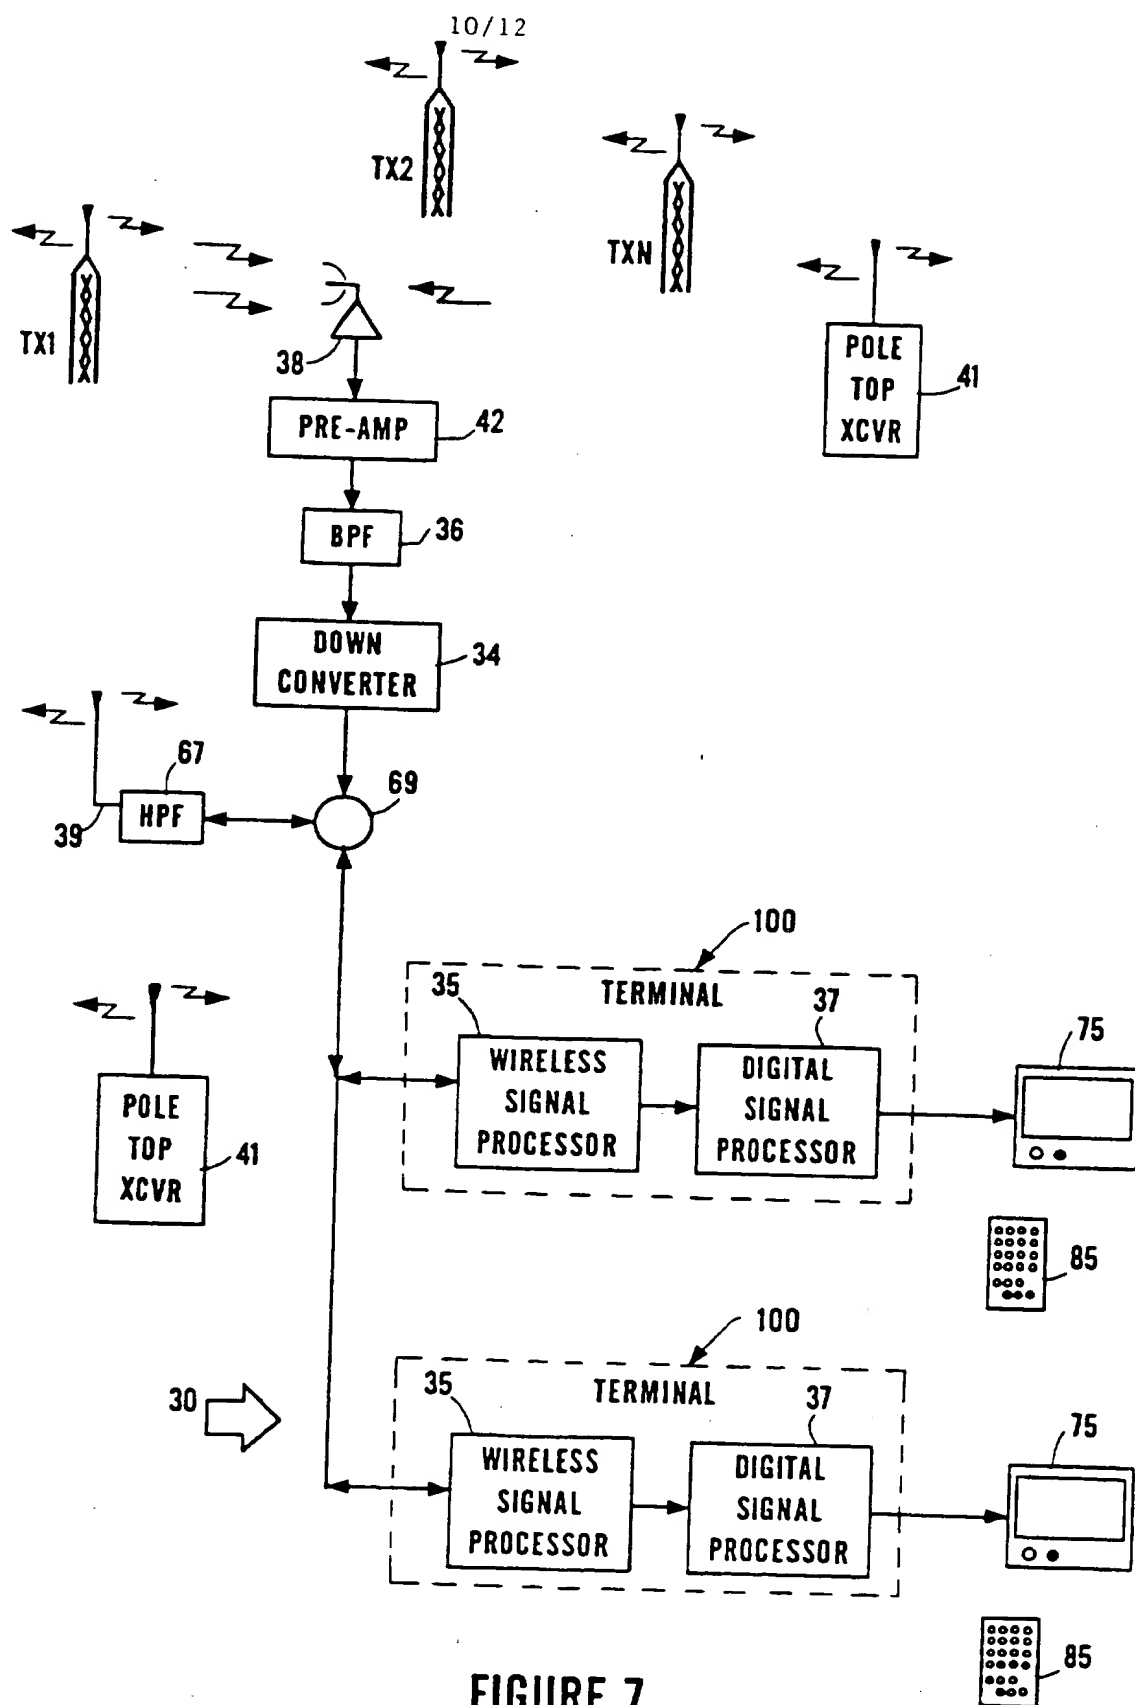 10/12
TX2
TXN
TX1
38
POLE
TOP
XCVR
41
PRE-AMP
42
BPF
36
DOWN
CONVERTER
34
67
69
HPF
39
100
TERMINAL
35
37
WIRELESS
SIGNAL
PROCESSOR
DIGITAL
SIGNAL
PROCESSOR
75
POLE
TOP
XCVR
41
85
100
TERMINAL
30
35
37
WIRELESS
SIGNAL
PROCESSOR
DIGITAL
SIGNAL
PROCESSOR
75
85
FIGURE 7